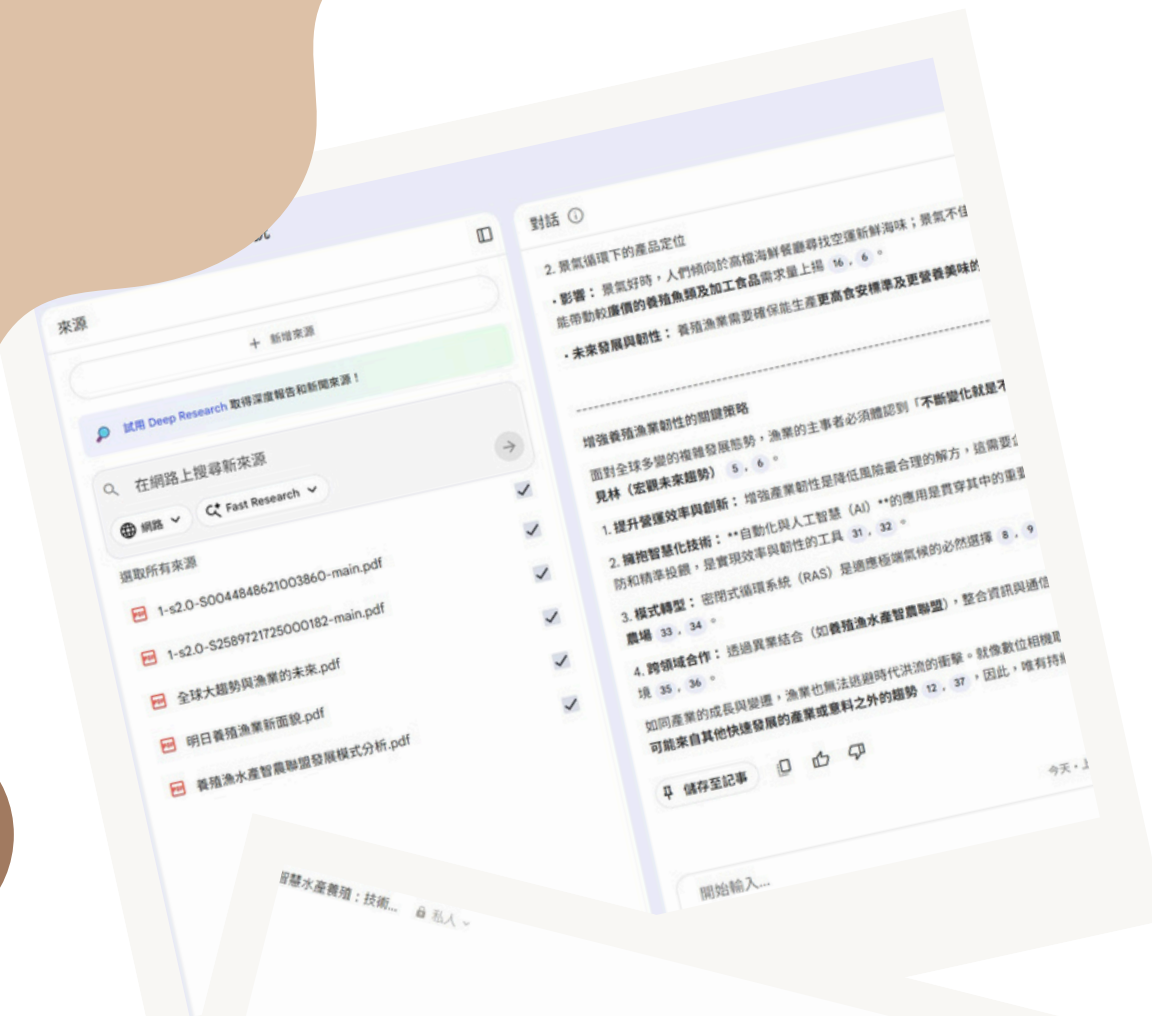 來源
＋ 新增來源
試用 Deep Research 取得深度報告和新聞來源！
在網路上搜尋新來源
網路
Fast Research
選取所有來源
1-s2.0-S0044848621003860-main.pdf
1-s2.0-S2589721725000182-main.pdf
全球大趨勢與漁業的未來.pdf
明日養殖漁業新面貌.pdf
養殖漁水產智農聯盟發展模式分析.pdf
對話
2. 景氣循環下的產品定位
• 影響： 景氣好時，人們傾向於高檔海鮮餐廳尋找空運新鮮海味；景氣不佳
能帶動較廉價的養殖魚類及加工食品需求量上揚 16 , 6 。
• 未來發展與韌性： 養殖漁業需要確保能生產更高食安標準及更營養美味的
增強養殖漁業韌性的關鍵策略
面對全球多變的複雜發展態勢，漁業的主事者必須體認到「不斷變化就是不
見林（宏觀未來趨勢） 5 , 6 。
1. 提升營運效率與創新： 增強產業韌性是降低風險最合理的解方，這需要企
2. 擁抱智慧化技術： **自動化與人工智慧（AI）**的應用是貫穿其中的重要
防和精準投餵，是實現效率與韌性的工具 31 , 32 。
3. 模式轉型： 密閉式循環系統（RAS）是適應極端氣候的必然選擇 8 , 9
農場 33 , 34 。
4. 跨領域合作： 透過異業結合（如養殖漁水產智農聯盟），整合資訊與通信
境 35 , 36 。
如同產業的成長與變遷，漁業也無法逃避時代洪流的衝擊。就像數位相機取
可能來自其他快速發展的產業或意料之外的趨勢 12 , 37 ，因此，唯有持續
儲存至記事
今天・上
開始輸入...
智慧水產養殖：技術...
私人